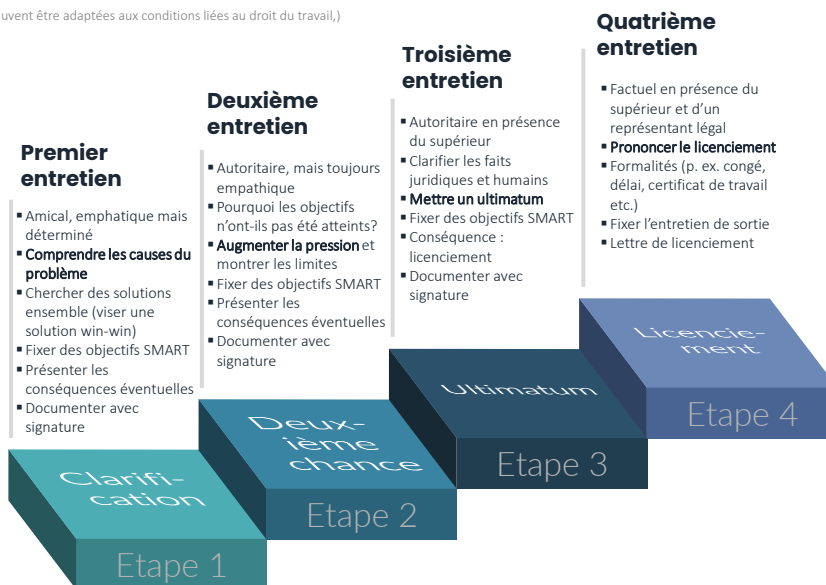 uvent être adaptées aux conditions liées au droit du travail,)
Premier
entretien
▪ Amical, emphatique mais
déterminé
▪ Comprendre les causes du
problème
▪ Chercher des solutions
ensemble (viser une
solution win-win)
▪ Fixer des objectifs SMART
▪ Présenter les
conséquences éventuelles
▪ Documenter avec
signature
Clarifi-
cation
Etape 1
Deuxième
entretien
▪ Autoritaire, mais toujours
empathique
▪ Pourquoi les objectifs
n'ont-ils pas été atteints?
▪ Augmenter la pression et
montrer les limites
▪ Fixer des objectifs SMART
▪ Présenter les
conséquences éventuelles
▪ Documenter avec
signature
Deux-
ième
chance
Etape 2
Troisième
entretien
▪ Autoritaire en présence
du supérieur
▪ Clarifier les faits
juridiques et humains
▪ Mettre un ultimatum
▪ Fixer des objectifs SMART
▪ Conséquence :
licenciement
▪ Documenter avec
signature
Ultimatum
Etape 3
Quatrième
entretien
▪ Factuel en présence du
supérieur et d'un
représentant légal
▪ Prononcer le licenciement
▪ Formalités (p. ex. congé,
délai, certificat de travail
etc.)
▪ Fixer l'entretien de sortie
▪ Lettre de licenciement
Licencie-
ment
Etape 4